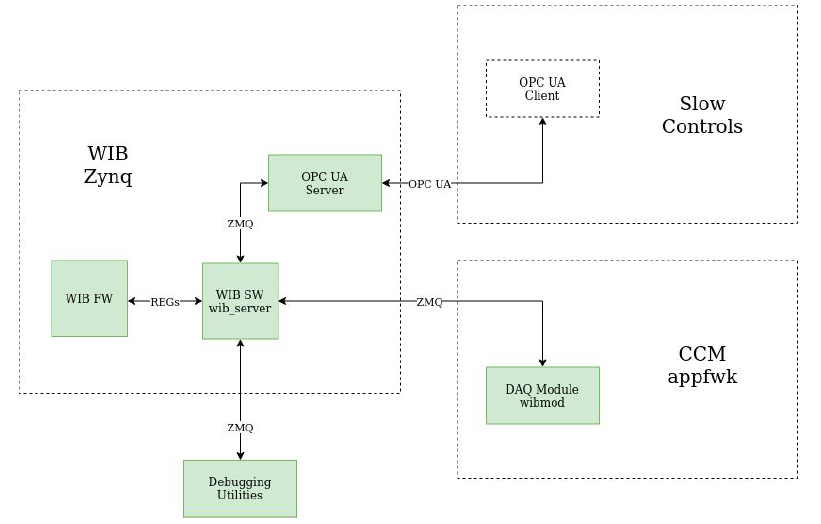 OPC UA
Client
Slow
Controls
WIB
Zynq
OPC UA
Server
OPC UA
ZMQ
WIB FW
REGs
WIB SW
wib_server
ZMQ
CCM
appfwk
DAQ Module
wibmod
ZMQ
Debugging
Utilities